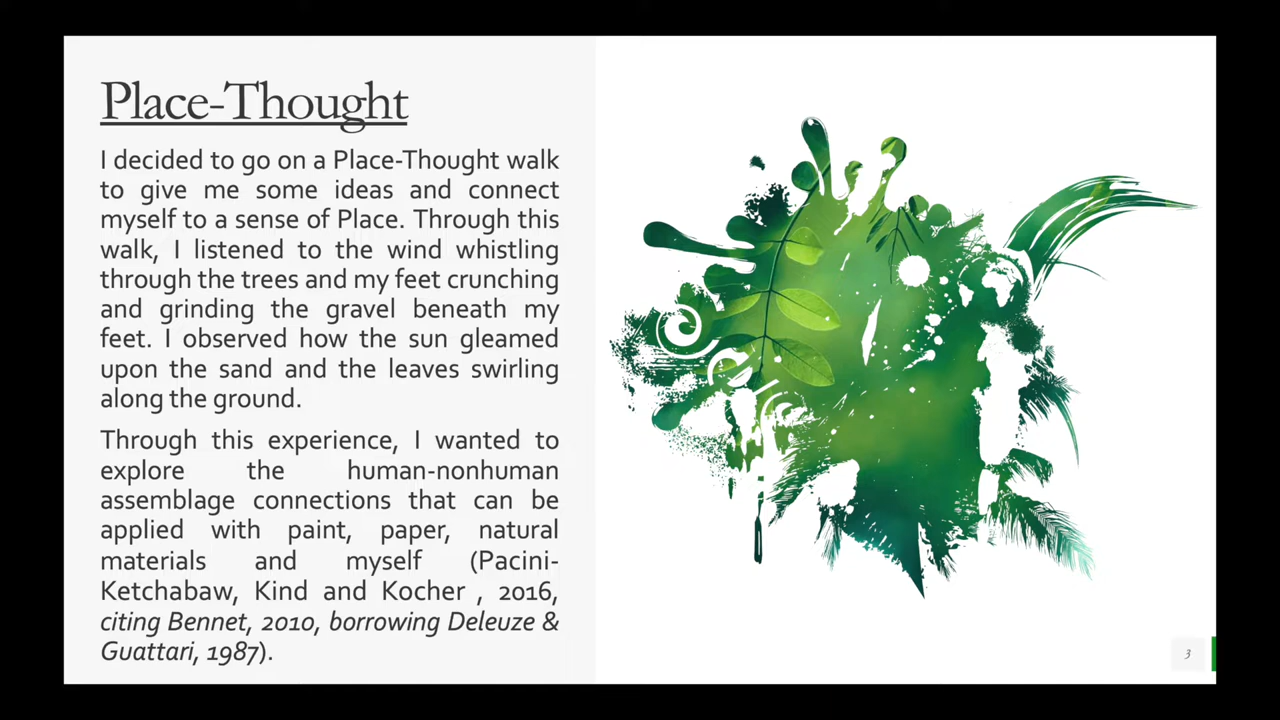 Place-Thought
I decided to go on a Place-Thought walk
to give me some ideas and connect
myself to a sense of Place. Through this
walk, I listened to the wind whistling
through the trees and my feet crunching
and grinding the gravel beneath my
feet. I observed how the sun gleamed
upon the sand and the leaves swirling
along the ground.
Through this experience, I wanted to
explore the human-nonhuman
assemblage connections that can be
applied with paint, paper, natural
materials and myself (Pacini-
Ketchabaw, Kind and Kocher , 2016,
citing Bennet, 2010, borrowing Deleuze &
Guattari, 1987).
3